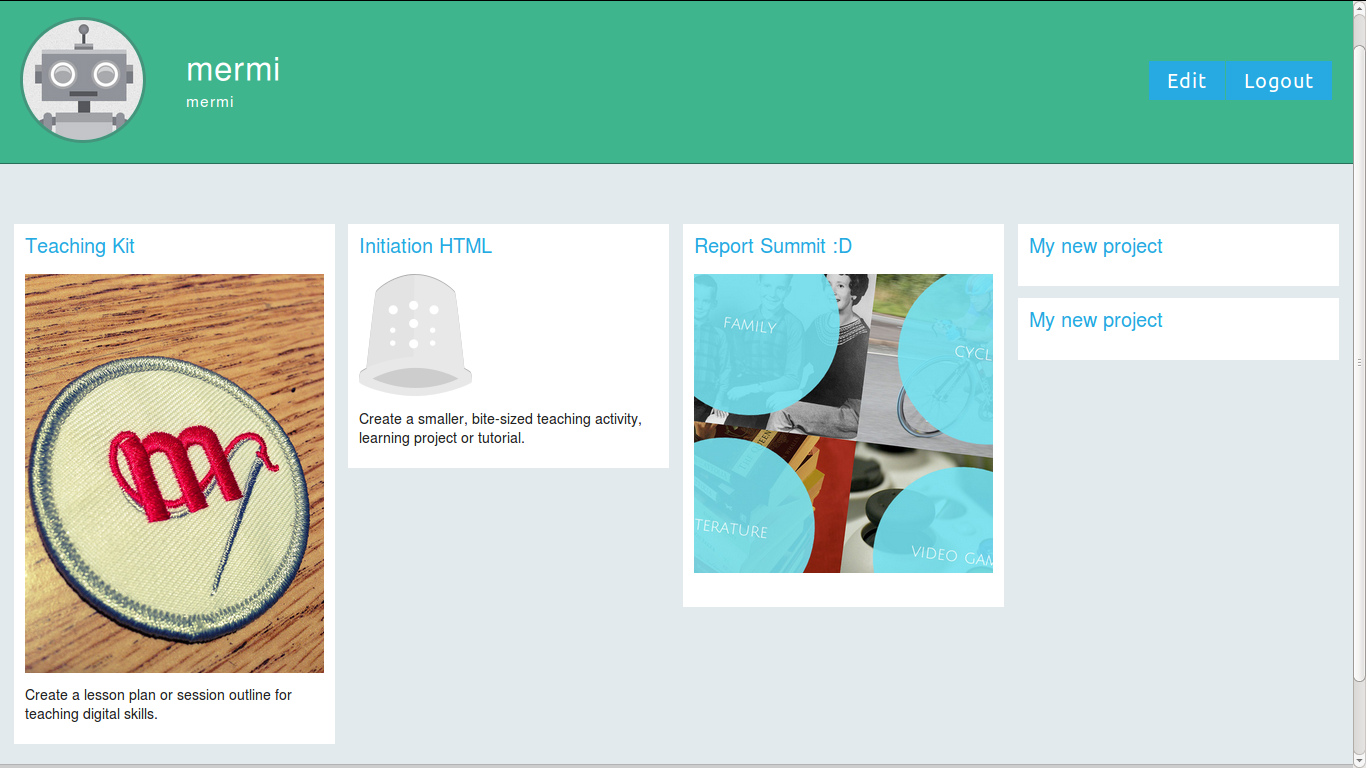 mermi
mermi
Edit
Logout
Teaching Kit
m
Create a lesson plan or session outline for
teaching digital skills.
Initiation HTML
Create a smaller, bite-sized teaching activity,
learning project or tutorial.
Report Summit :D
FAMILY
CYCL
TERATURE
VIDEO GAM
My new project
My new project